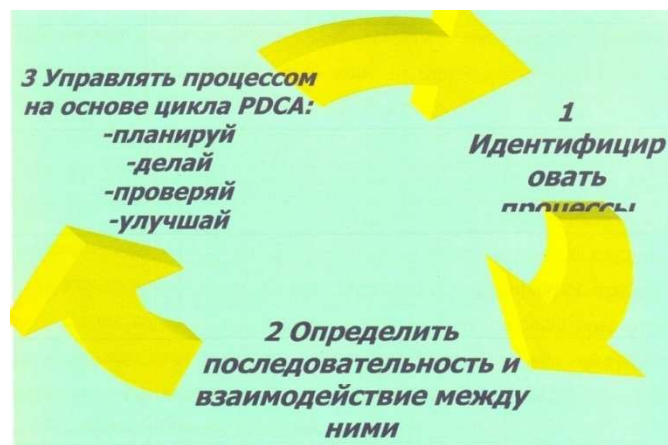 3 Управлять процессом
на основе цикла PDCA:
-планируй
-делай
-проверяй
-улучшай
1
Идентифицир
овать
процессы
2 Определить
последовательность и
взаимодействие между
ними